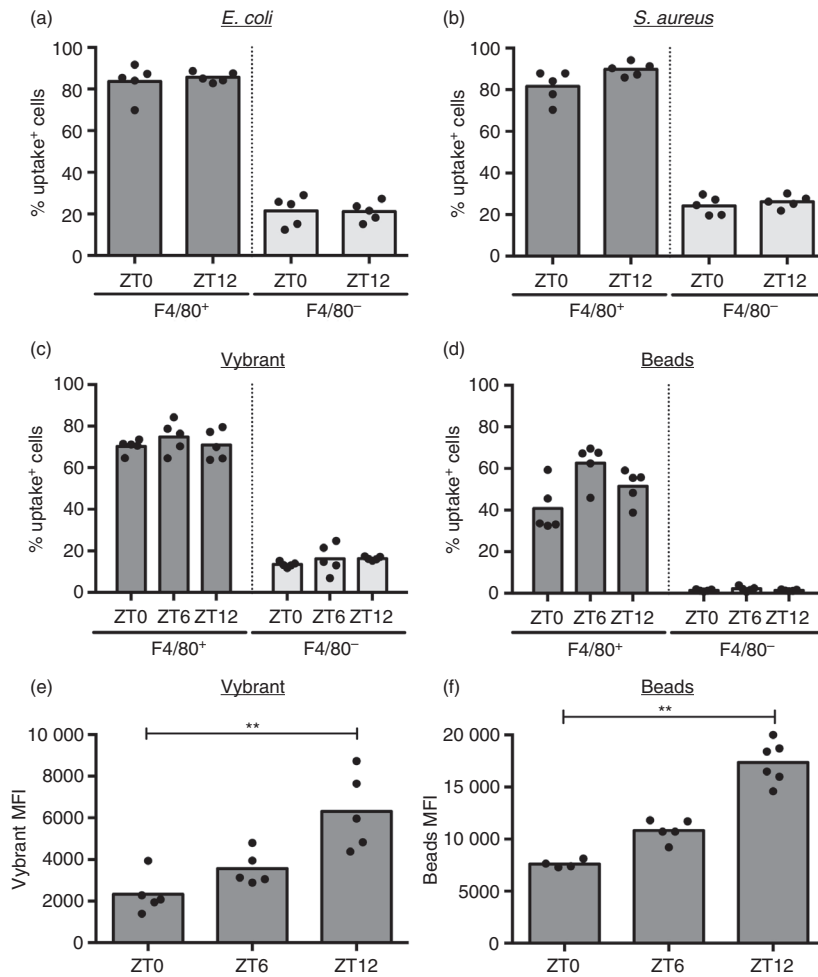 (a)
E. coli
% uptake⁺ cells
100
80
60
40
20
0
ZT0 ZT12 ZT0 ZT12
F4/80⁺ F4/80⁻
(b)
S. aureus
% uptake⁺ cells
100
80
60
40
20
0
ZT0 ZT12 ZT0 ZT12
F4/80⁺ F4/80⁻
(c)
Vybrant
% uptake⁺ cells
100
80
60
40
20
0
ZT0 ZT6 ZT12 ZT0 ZT6 ZT12
F4/80⁺ F4/80⁻
(d)
Beads
% uptake⁺ cells
100
80
60
40
20
0
ZT0 ZT6 ZT12 ZT0 ZT6 ZT12
F4/80⁺ F4/80⁻
(e)
Vybrant
**
Vybrant MFI
10 000
8000
6000
4000
2000
0
ZT0 ZT6 ZT12
(f)
Beads
**
Beads MFI
20 000
15 000
10 000
5000
0
ZT0 ZT6 ZT12